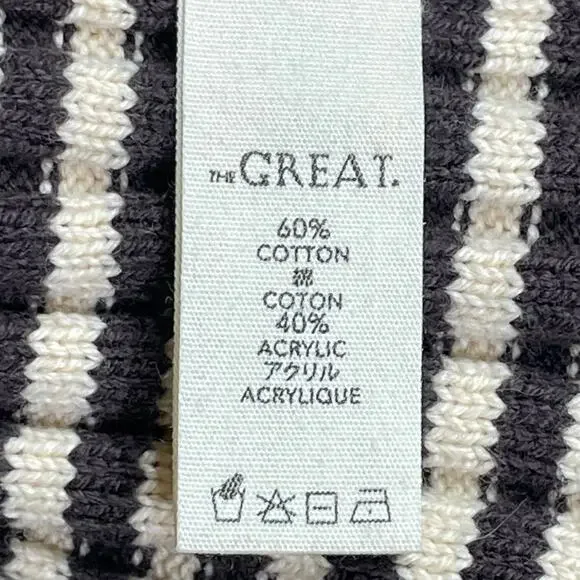 THE GREAT.
60%
COTTON
綿
COTON
40%
ACRYLIC
アクリル
ACRYLIQUE